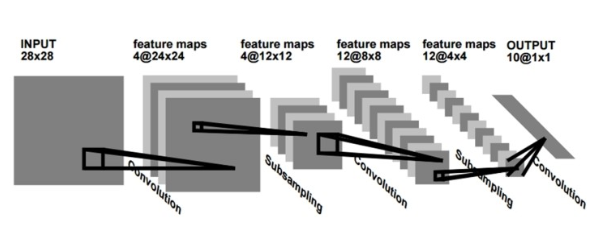 INPUT
28x28
feature maps
4@24x24
feature maps
4@12x12
feature maps
12@8x8
feature maps
12@4x4
OUTPUT
10@1x1
Convolution
Subsampling
Convolution
Subsampling
Convolution